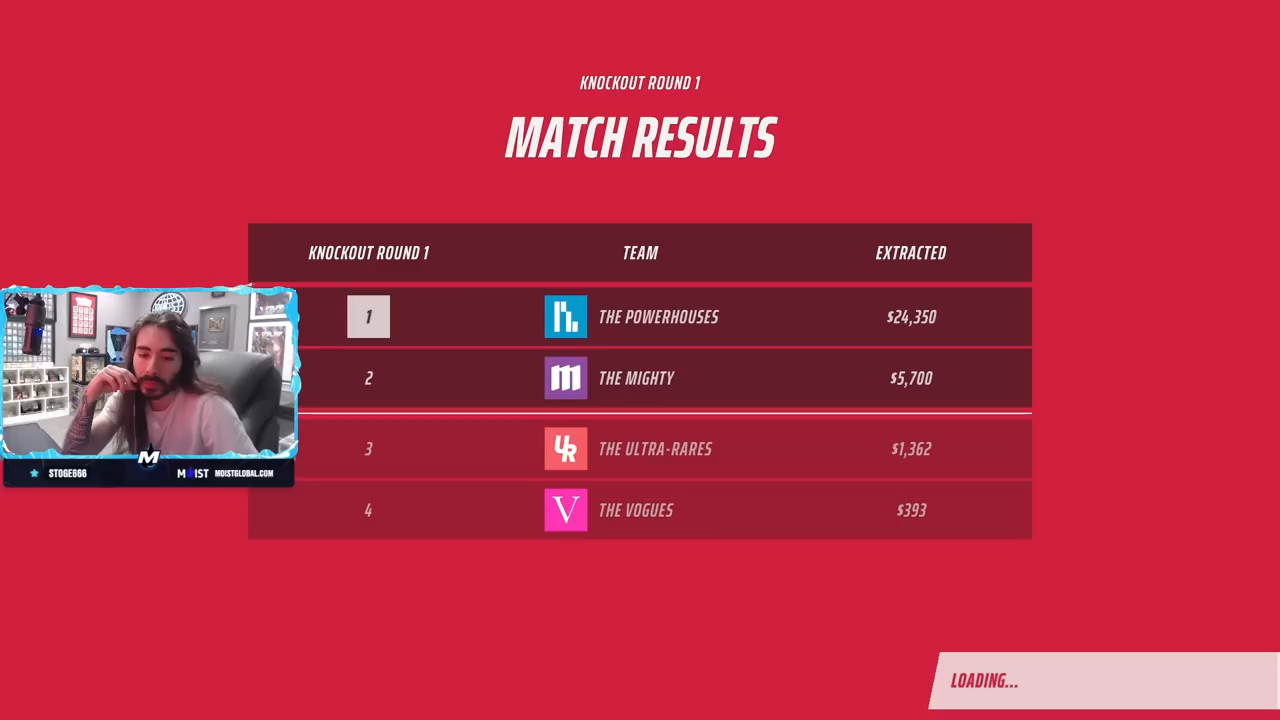 KNOCKOUT ROUND 1
MATCH RESULTS
KNOCKOUT ROUND 1 TEAM EXTRACTED
1 THE POWERHOUSES $24,350
2 THE MIGHTY $5,700
3 UR THE ULTRA-RARES $1,362
4 V THE VOGUES $393
M
STOGE666 MOIST MOISTGLOBAL.COM
LOADING...